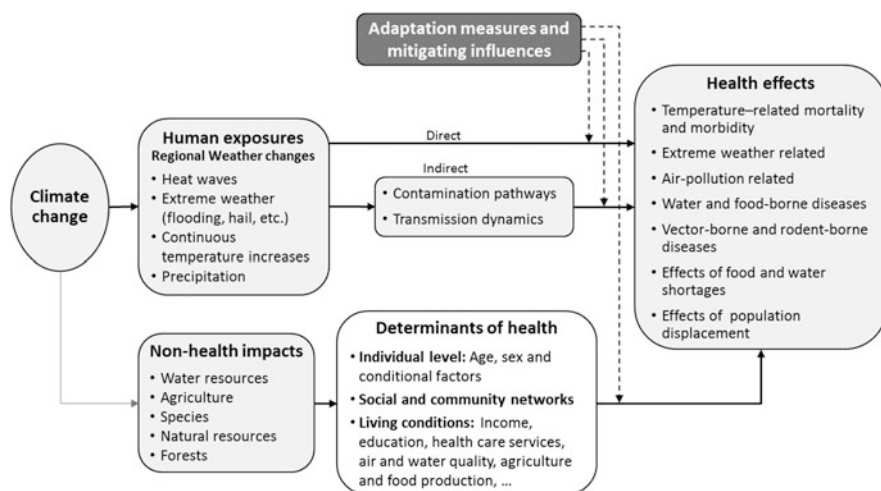 Adaptation measures and
mitigating influences
Climate
change
Human exposures
Regional Weather changes
• Heat waves
• Extreme weather
(flooding, hail, etc.)
• Continuous
temperature increases
• Precipitation
Direct
Indirect
• Contamination pathways
• Transmission dynamics
Health effects
• Temperature–related mortality
and morbidity
• Extreme weather related
• Air-pollution related
• Water and food-borne diseases
• Vector-borne and rodent-borne
diseases
• Effects of food and water
shortages
• Effects of population
displacement
Non-health impacts
• Water resources
• Agriculture
• Species
• Natural resources
• Forests
Determinants of health
• Individual level: Age, sex and
conditional factors
• Social and community networks
• Living conditions: Income,
education, health care services,
air and water quality, agriculture
and food production, ...